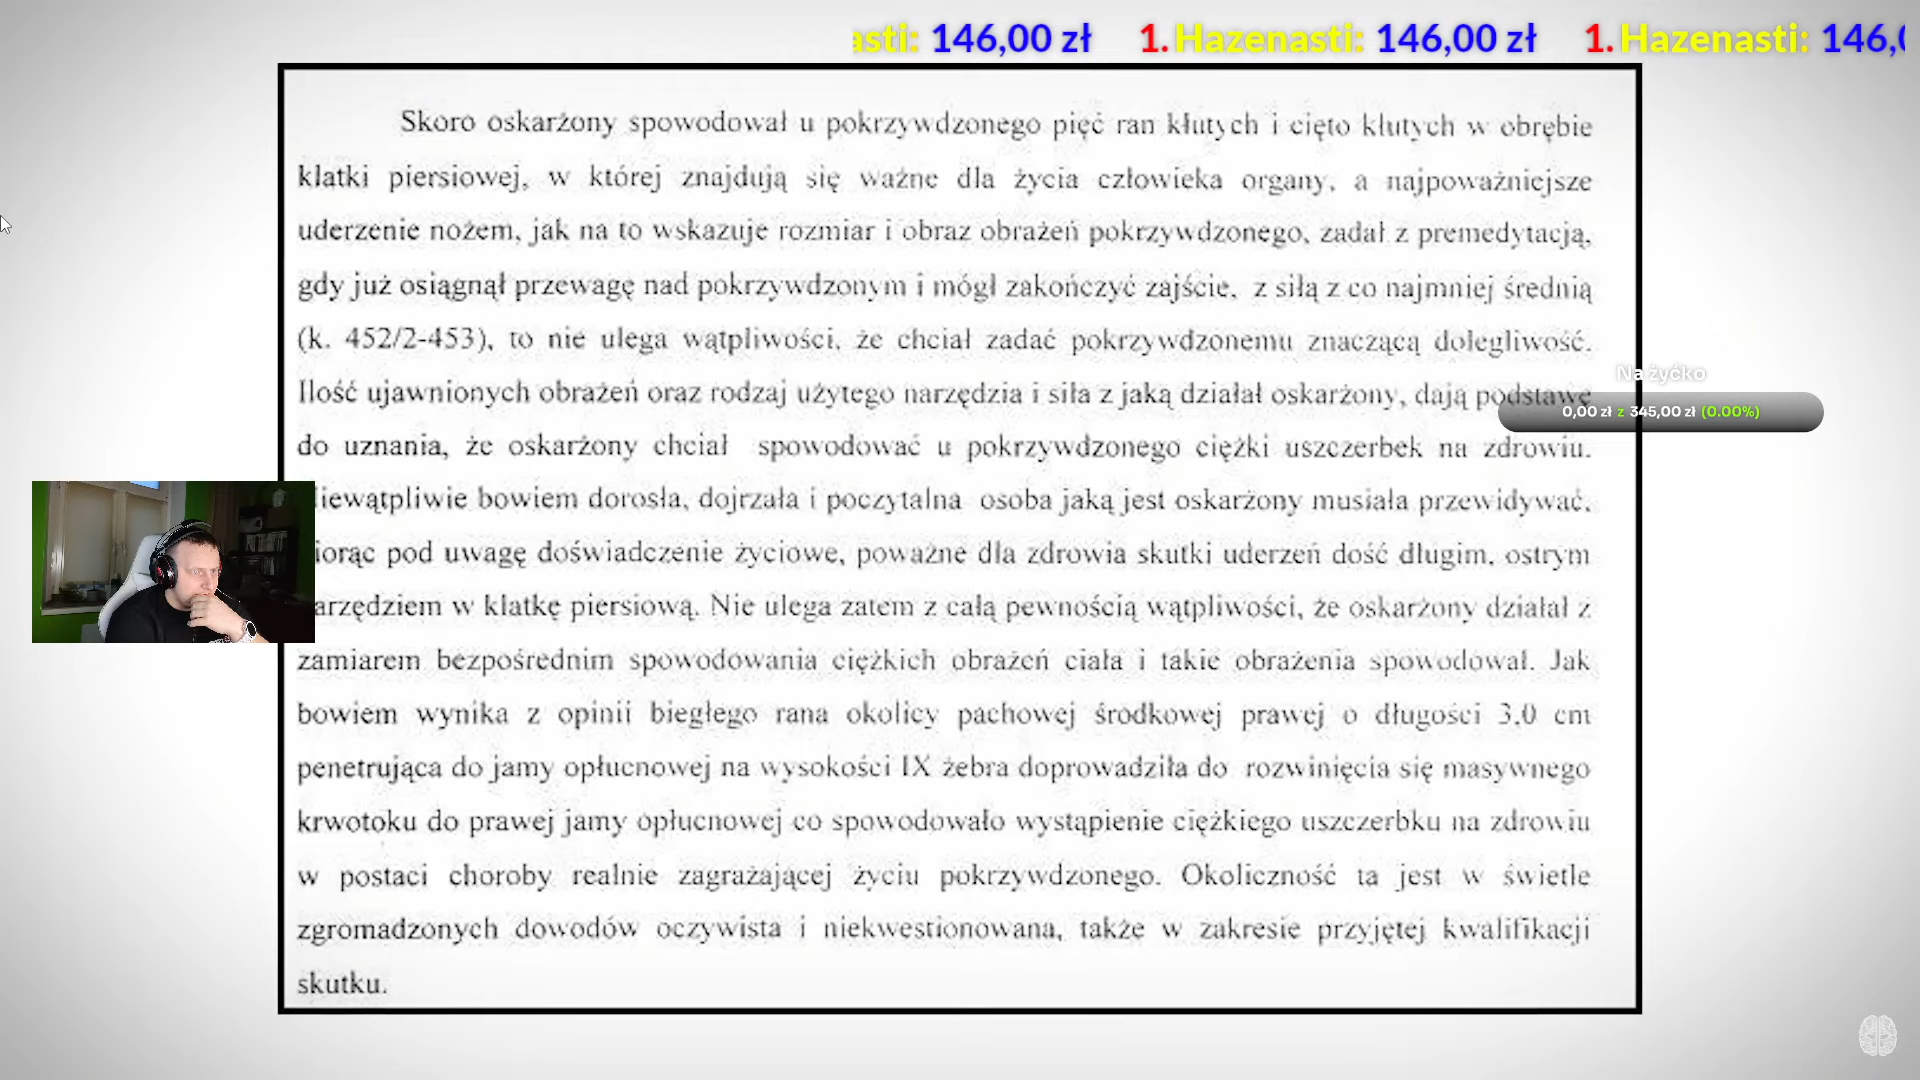 asti: 146,00 zł 1. Hazenasti: 146,00 zł 1. Hazenasti: 146,0
Skoro oskarżony spowodował u pokrzywdzonego pięć ran kłutych i cięto kłutych w obrębie
klatki piersiowej, w której znajdują się ważne dla życia człowieka organy, a najpoważniejsze
uderzenie nożem, jak na to wskazuje rozmiar i obraz obrażeń pokrzywdzonego, zadał z premedytacją,
gdy już osiągnął przewagę nad pokrzywdzonym i mógł zakończyć zajście, z siłą z co najmniej średnią
(k. 452/2-453), to nie ulega wątpliwości, że chciał zadać pokrzywdzonemu znaczącą dolegliwość.
Na żyćko
Ilość ujawnionych obrażeń oraz rodzaj użytego narzędzia i siła z jaką działał oskarżony, dają podstawę
0,00 zł z 345,00 zł (0.00%)
do uznania, że oskarżony chciał spowodować u pokrzywdzonego ciężki uszczerbek na zdrowiu.
iewątpliwie bowiem dorosła, dojrzała i poczytalna osoba jaką jest oskarżony musiała przewidywać,
iorąc pod uwagę doświadczenie życiowe, poważne dla zdrowia skutki uderzeń dość długim, ostrym
arzędziem w klatkę piersiową. Nie ulega zatem z całą pewnością wątpliwości, że oskarżony działał z
zamiarem bezpośrednim spowodowania ciężkich obrażeń ciała i takie obrażenia spowodował. Jak
bowiem wynika z opinii biegłego rana okolicy pachowej środkowej prawej o długości 3,0 cm
penetrująca do jamy opłucnowej na wysokości IX żebra doprowadziła do rozwinięcia się masywnego
krwotoku do prawej jamy opłucnowej co spowodowało wystąpienie ciężkiego uszczerbku na zdrowiu
w postaci choroby realnie zagrażającej życiu pokrzywdzonego. Okoliczność ta jest w świetle
zgromadzonych dowodów oczywista i niekwestionowana, także w zakresie przyjętej kwalifikacji
skutku.